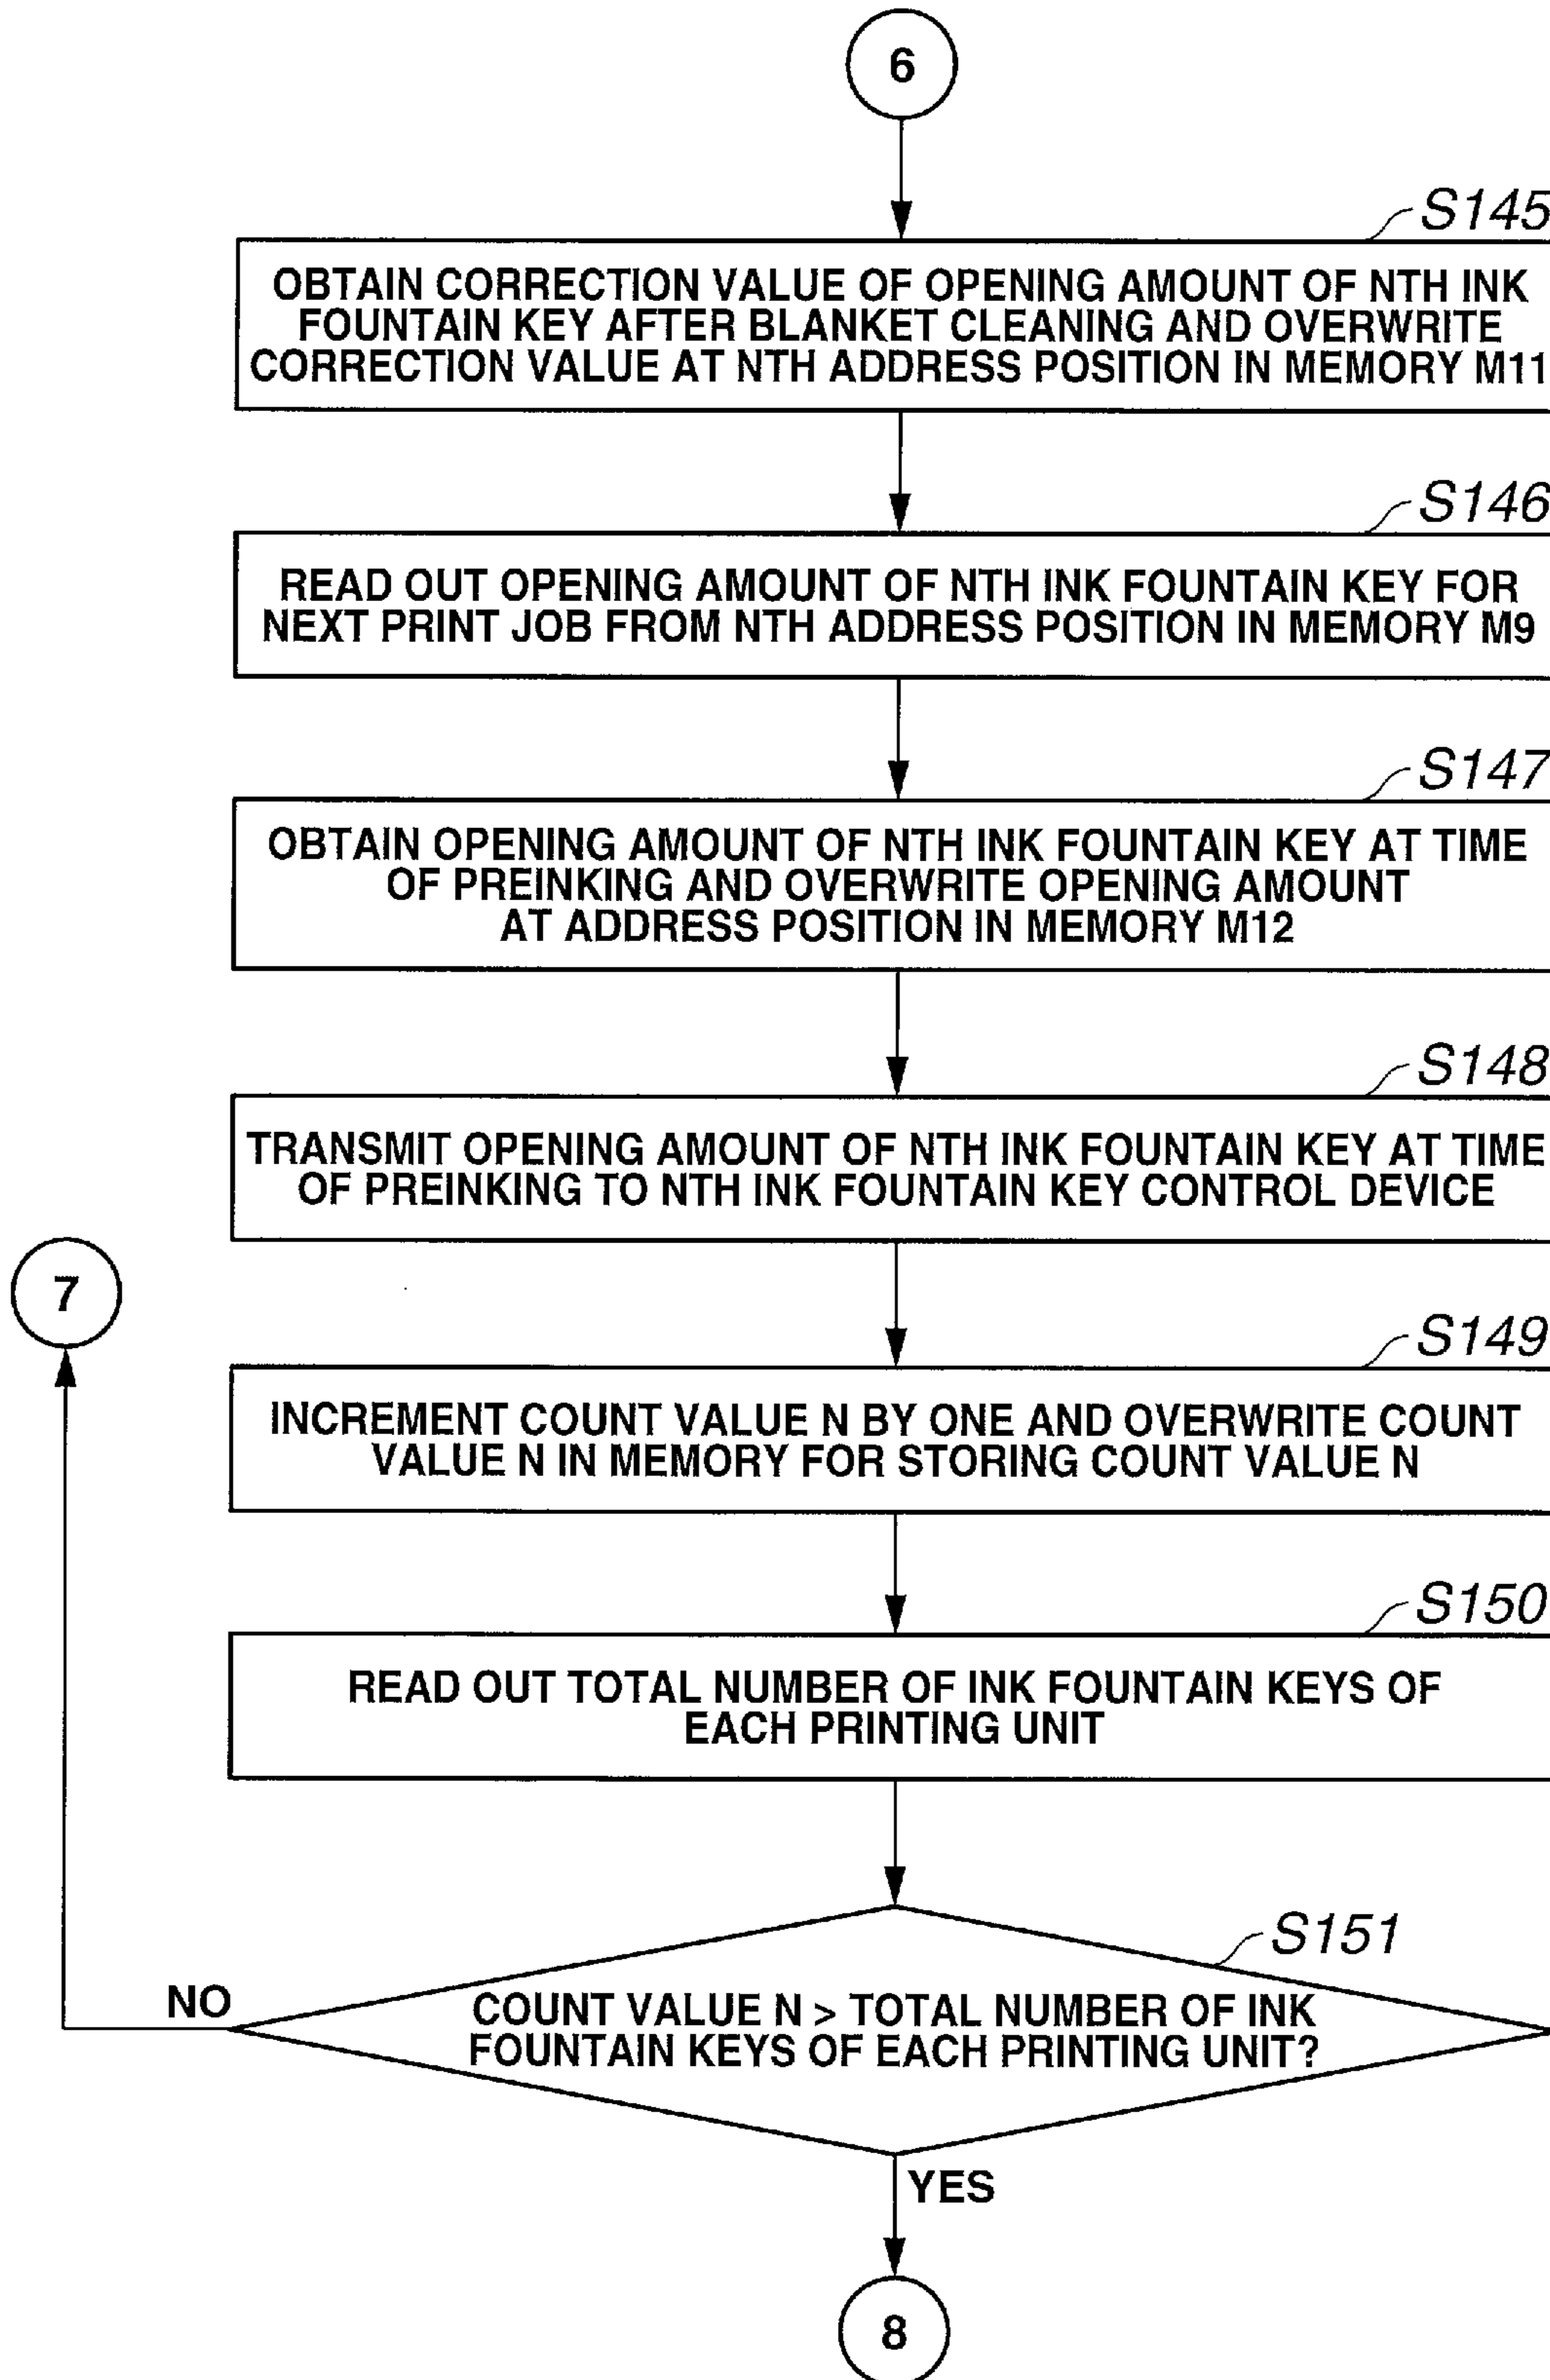 6
S145
OBTAIN CORRECTION VALUE OF OPENING AMOUNT OF NTH INK
FOUNTAIN KEY AFTER BLANKET CLEANING AND OVERWRITE
CORRECTION VALUE AT NTH ADDRESS POSITION IN MEMORY M11
S146
READ OUT OPENING AMOUNT OF NTH INK FOUNTAIN KEY FOR
NEXT PRINT JOB FROM NTH ADDRESS POSITION IN MEMORY M9
S147
OBTAIN OPENING AMOUNT OF NTH INK FOUNTAIN KEY AT TIME
OF PREINKING AND OVERWRITE OPENING AMOUNT
AT ADDRESS POSITION IN MEMORY M12
S148
TRANSMIT OPENING AMOUNT OF NTH INK FOUNTAIN KEY AT TIME
OF PREINKING TO NTH INK FOUNTAIN KEY CONTROL DEVICE
7
S149
INCREMENT COUNT VALUE N BY ONE AND OVERWRITE COUNT
VALUE N IN MEMORY FOR STORING COUNT VALUE N
S150
READ OUT TOTAL NUMBER OF INK FOUNTAIN KEYS OF
EACH PRINTING UNIT
S151
NO
COUNT VALUE N > TOTAL NUMBER OF INK
FOUNTAIN KEYS OF EACH PRINTING UNIT?
YES
8